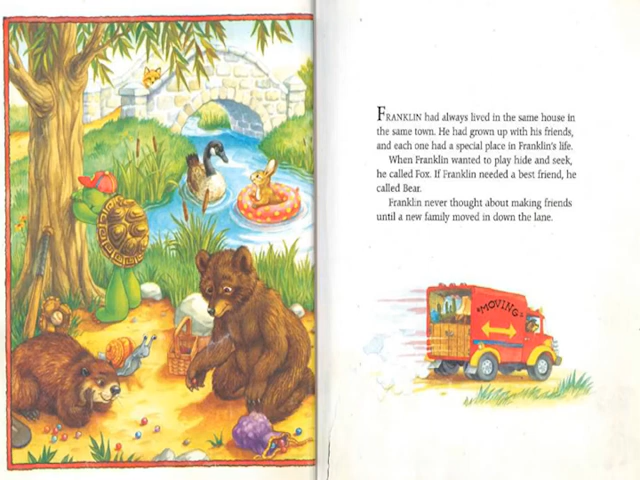 FRANKLIN had always lived in the same house in
the same town. He had grown up with his friends,
and each one had a special place in Franklin's life.
When Franklin wanted to play hide and seek,
he called Fox. If Franklin needed a best friend, he
called Bear.
Franklin never thought about making friends
until a new family moved in down the lane.
MOVING